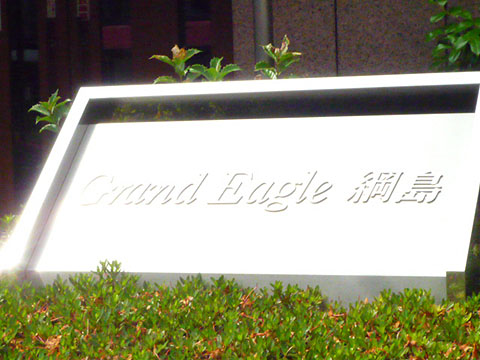 Grand Eagle 綱島